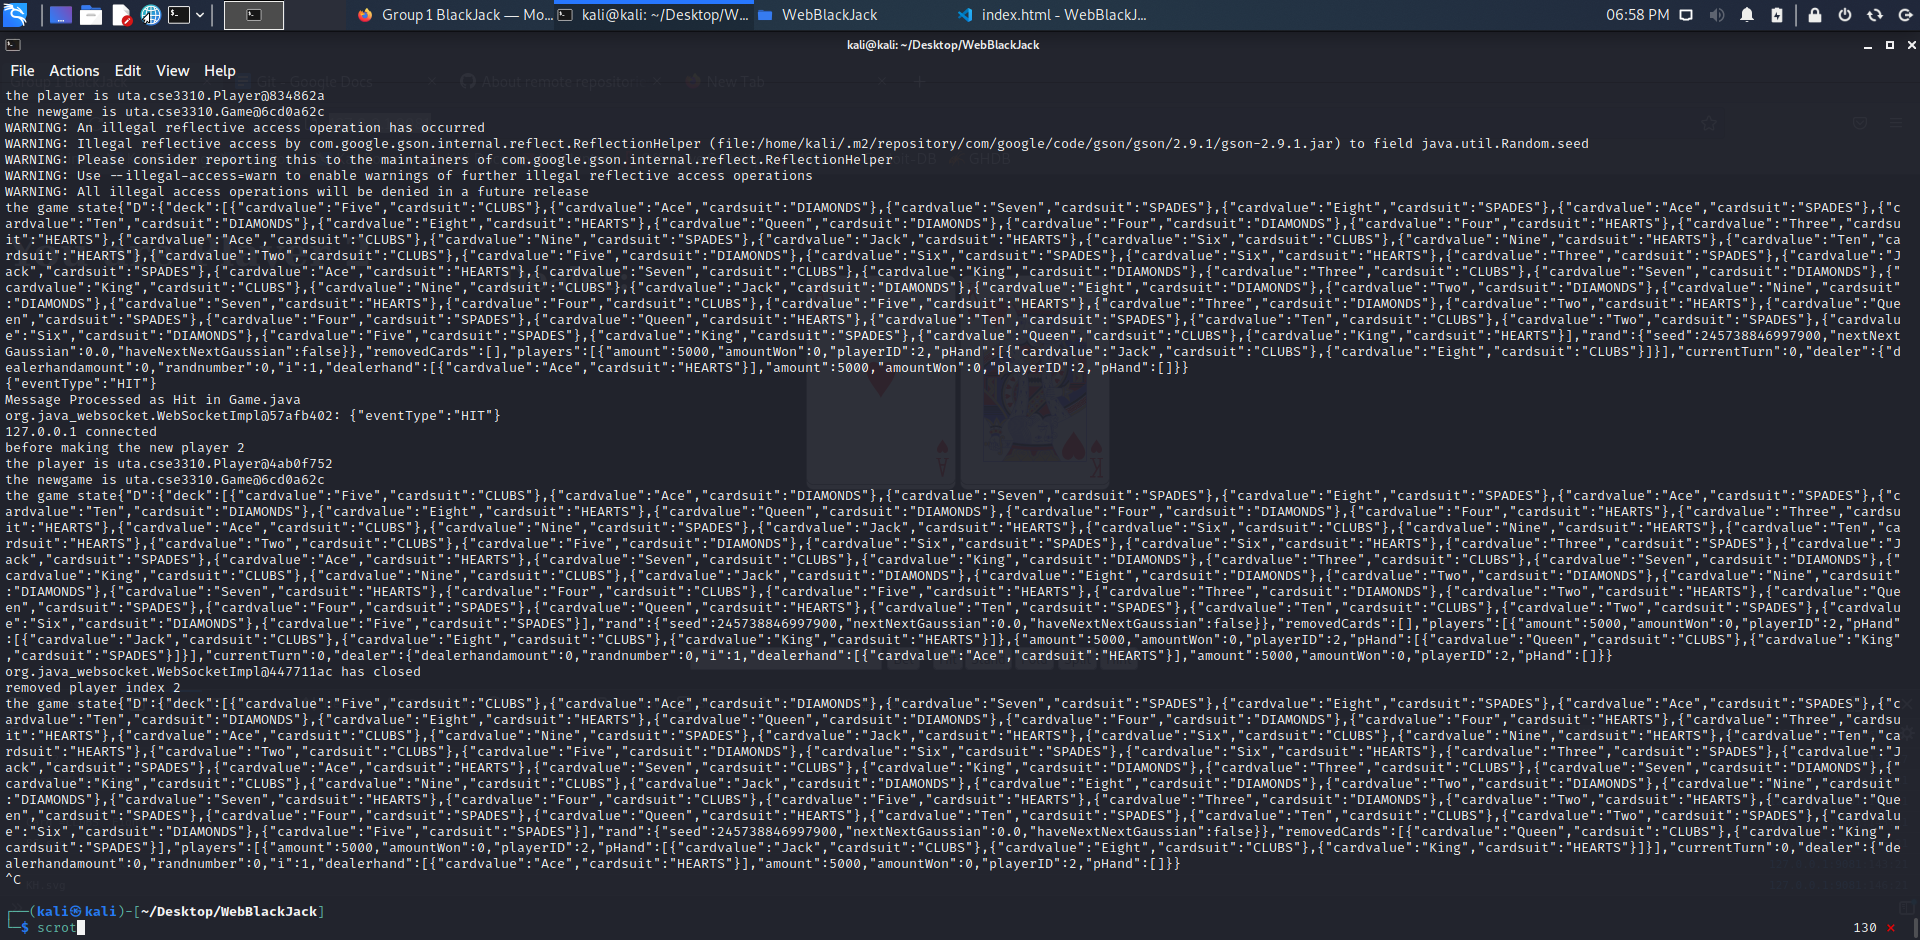 Group 1 BlackJack — Mo...
kali@kali: ~/Desktop/W...
WebBlackJack
index.html - WebBlackJ...
06:58 PM
kali@kali: ~/Desktop/WebBlackJack
File Actions Edit View Help
the player is uta.cse3310.Player@834862a
the newgame is uta.cse3310.Game@6cd0a62c
WARNING: An illegal reflective access operation has occurred
WARNING: Illegal reflective access by com.google.gson.internal.reflect.ReflectionHelper (file:/home/kali/.m2/repository/com/google/code/gson/gson/2.9.1/gson-2.9.1.jar) to field java.util.Random.seed
WARNING: Please consider reporting this to the maintainers of com.google.gson.internal.reflect.ReflectionHelper
WARNING: Use --illegal-access=warn to enable warnings of further illegal reflective access operations
WARNING: All illegal access operations will be denied in a future release
the game state{"D":{"deck":[{"cardvalue":"Five","cardsuit":"CLUBS"},{"cardvalue":"Ace","cardsuit":"DIAMONDS"},{"cardvalue":"Seven","cardsuit":"SPADES"},{"cardvalue":"Eight","cardsuit":"SPADES"},{"cardvalue":"Ace","cardsuit":"SPADES"},{"c
ardvalue":"Ten","cardsuit":"DIAMONDS"},{"cardvalue":"Eight","cardsuit":"HEARTS"},{"cardvalue":"Queen","cardsuit":"DIAMONDS"},{"cardvalue":"Four","cardsuit":"DIAMONDS"},{"cardvalue":"Four","cardsuit":"HEARTS"},{"cardvalue":"Three","cardsu
it":"HEARTS"},{"cardvalue":"Ace","cardsuit":"CLUBS"},{"cardvalue":"Nine","cardsuit":"SPADES"},{"cardvalue":"Jack","cardsuit":"HEARTS"},{"cardvalue":"Six","cardsuit":"CLUBS"},{"cardvalue":"Nine","cardsuit":"HEARTS"},{"cardvalue":"Ten","ca
rdsuit":"HEARTS"},{"cardvalue":"Two","cardsuit":"CLUBS"},{"cardvalue":"Five","cardsuit":"DIAMONDS"},{"cardvalue":"Six","cardsuit":"SPADES"},{"cardvalue":"Six","cardsuit":"HEARTS"},{"cardvalue":"Three","cardsuit":"SPADES"},{"cardvalue":"J
ack","cardsuit":"SPADES"},{"cardvalue":"Ace","cardsuit":"HEARTS"},{"cardvalue":"Seven","cardsuit":"CLUBS"},{"cardvalue":"King","cardsuit":"DIAMONDS"},{"cardvalue":"Three","cardsuit":"CLUBS"},{"cardvalue":"Seven","cardsuit":"DIAMONDS"},{"
cardvalue":"King","cardsuit":"CLUBS"},{"cardvalue":"Nine","cardsuit":"CLUBS"},{"cardvalue":"Jack","cardsuit":"DIAMONDS"},{"cardvalue":"Eight","cardsuit":"DIAMONDS"},{"cardvalue":"Two","cardsuit":"DIAMONDS"},{"cardvalue":"Nine","cardsuit"
:"DIAMONDS"},{"cardvalue":"Seven","cardsuit":"HEARTS"},{"cardvalue":"Four","cardsuit":"CLUBS"},{"cardvalue":"Five","cardsuit":"HEARTS"},{"cardvalue":"Three","cardsuit":"DIAMONDS"},{"cardvalue":"Two","cardsuit":"HEARTS"},{"cardvalue":"Que
en","cardsuit":"SPADES"},{"cardvalue":"Four","cardsuit":"SPADES"},{"cardvalue":"Queen","cardsuit":"HEARTS"},{"cardvalue":"Ten","cardsuit":"SPADES"},{"cardvalue":"Ten","cardsuit":"CLUBS"},{"cardvalue":"Two","cardsuit":"SPADES"},{"cardvalu
e":"Six","cardsuit":"DIAMONDS"},{"cardvalue":"Five","cardsuit":"SPADES"},{"cardvalue":"King","cardsuit":"SPADES"},{"cardvalue":"Queen","cardsuit":"CLUBS"},{"cardvalue":"King","cardsuit":"HEARTS"}],"rand":{"seed":245738846997900,"nextNext
Gaussian":0.0,"haveNextNextGaussian":false}},"removedCards":[],"players":[{"amount":5000,"amountWon":0,"playerID":2,"pHand":[{"cardvalue":"Jack","cardsuit":"CLUBS"},{"cardvalue":"Eight","cardsuit":"CLUBS"}]}],"currentTurn":0,"dealer":{"d
ealerhandamount":0,"randnumber":0,"i":1,"dealerhand":[{"cardvalue":"Ace","cardsuit":"HEARTS"}],"amount":5000,"amountWon":0,"playerID":2,"pHand":[]}}
{"eventType":"HIT"}
Message Processed as Hit in Game.java
org.java_websocket.WebSocketImpl@57afb402: {"eventType":"HIT"}
127.0.0.1 connected
before making the new player 2
the player is uta.cse3310.Player@4ab0f752
the newgame is uta.cse3310.Game@6cd0a62c
the game state{"D":{"deck":[{"cardvalue":"Five","cardsuit":"CLUBS"},{"cardvalue":"Ace","cardsuit":"DIAMONDS"},{"cardvalue":"Seven","cardsuit":"SPADES"},{"cardvalue":"Eight","cardsuit":"SPADES"},{"cardvalue":"Ace","cardsuit":"SPADES"},{"c
ardvalue":"Ten","cardsuit":"DIAMONDS"},{"cardvalue":"Eight","cardsuit":"HEARTS"},{"cardvalue":"Queen","cardsuit":"DIAMONDS"},{"cardvalue":"Four","cardsuit":"DIAMONDS"},{"cardvalue":"Four","cardsuit":"HEARTS"},{"cardvalue":"Three","cardsu
it":"HEARTS"},{"cardvalue":"Ace","cardsuit":"CLUBS"},{"cardvalue":"Nine","cardsuit":"SPADES"},{"cardvalue":"Jack","cardsuit":"HEARTS"},{"cardvalue":"Six","cardsuit":"CLUBS"},{"cardvalue":"Nine","cardsuit":"HEARTS"},{"cardvalue":"Ten","ca
rdsuit":"HEARTS"},{"cardvalue":"Two","cardsuit":"CLUBS"},{"cardvalue":"Five","cardsuit":"DIAMONDS"},{"cardvalue":"Six","cardsuit":"SPADES"},{"cardvalue":"Six","cardsuit":"HEARTS"},{"cardvalue":"Three","cardsuit":"SPADES"},{"cardvalue":"J
ack","cardsuit":"SPADES"},{"cardvalue":"Ace","cardsuit":"HEARTS"},{"cardvalue":"Seven","cardsuit":"CLUBS"},{"cardvalue":"King","cardsuit":"DIAMONDS"},{"cardvalue":"Three","cardsuit":"CLUBS"},{"cardvalue":"Seven","cardsuit":"DIAMONDS"},{"
cardvalue":"King","cardsuit":"CLUBS"},{"cardvalue":"Nine","cardsuit":"CLUBS"},{"cardvalue":"Jack","cardsuit":"DIAMONDS"},{"cardvalue":"Eight","cardsuit":"DIAMONDS"},{"cardvalue":"Two","cardsuit":"DIAMONDS"},{"cardvalue":"Nine","cardsuit"
:"DIAMONDS"},{"cardvalue":"Seven","cardsuit":"HEARTS"},{"cardvalue":"Four","cardsuit":"CLUBS"},{"cardvalue":"Five","cardsuit":"HEARTS"},{"cardvalue":"Three","cardsuit":"DIAMONDS"},{"cardvalue":"Two","cardsuit":"HEARTS"},{"cardvalue":"Que
en","cardsuit":"SPADES"},{"cardvalue":"Four","cardsuit":"SPADES"},{"cardvalue":"Queen","cardsuit":"HEARTS"},{"cardvalue":"Ten","cardsuit":"SPADES"},{"cardvalue":"Ten","cardsuit":"CLUBS"},{"cardvalue":"Two","cardsuit":"SPADES"},{"cardvalu
e":"Six","cardsuit":"DIAMONDS"},{"cardvalue":"Five","cardsuit":"SPADES"}],"rand":{"seed":245738846997900,"nextNextGaussian":0.0,"haveNextNextGaussian":false}},"removedCards":[],"players":[{"amount":5000,"amountWon":0,"playerID":2,"pHand"
:[{"cardvalue":"Jack","cardsuit":"CLUBS"},{"cardvalue":"Eight","cardsuit":"CLUBS"},{"cardvalue":"King","cardsuit":"HEARTS"}]},{"amount":5000,"amountWon":0,"playerID":2,"pHand":[{"cardvalue":"Queen","cardsuit":"CLUBS"},{"cardvalue":"King"
,"cardsuit":"SPADES"}]}],"currentTurn":0,"dealer":{"dealerhandamount":0,"randnumber":0,"i":1,"dealerhand":[{"cardvalue":"Ace","cardsuit":"HEARTS"}],"amount":5000,"amountWon":0,"playerID":2,"pHand":[]}}
org.java_websocket.WebSocketImpl@447711ac has closed
removed player index 2
the game state{"D":{"deck":[{"cardvalue":"Five","cardsuit":"CLUBS"},{"cardvalue":"Ace","cardsuit":"DIAMONDS"},{"cardvalue":"Seven","cardsuit":"SPADES"},{"cardvalue":"Eight","cardsuit":"SPADES"},{"cardvalue":"Ace","cardsuit":"SPADES"},{"c
ardvalue":"Ten","cardsuit":"DIAMONDS"},{"cardvalue":"Eight","cardsuit":"HEARTS"},{"cardvalue":"Queen","cardsuit":"DIAMONDS"},{"cardvalue":"Four","cardsuit":"DIAMONDS"},{"cardvalue":"Four","cardsuit":"HEARTS"},{"cardvalue":"Three","cardsu
it":"HEARTS"},{"cardvalue":"Ace","cardsuit":"CLUBS"},{"cardvalue":"Nine","cardsuit":"SPADES"},{"cardvalue":"Jack","cardsuit":"HEARTS"},{"cardvalue":"Six","cardsuit":"CLUBS"},{"cardvalue":"Nine","cardsuit":"HEARTS"},{"cardvalue":"Ten","ca
rdsuit":"HEARTS"},{"cardvalue":"Two","cardsuit":"CLUBS"},{"cardvalue":"Five","cardsuit":"DIAMONDS"},{"cardvalue":"Six","cardsuit":"SPADES"},{"cardvalue":"Six","cardsuit":"HEARTS"},{"cardvalue":"Three","cardsuit":"SPADES"},{"cardvalue":"J
ack","cardsuit":"SPADES"},{"cardvalue":"Ace","cardsuit":"HEARTS"},{"cardvalue":"Seven","cardsuit":"CLUBS"},{"cardvalue":"King","cardsuit":"DIAMONDS"},{"cardvalue":"Three","cardsuit":"CLUBS"},{"cardvalue":"Seven","cardsuit":"DIAMONDS"},{"
cardvalue":"King","cardsuit":"CLUBS"},{"cardvalue":"Nine","cardsuit":"CLUBS"},{"cardvalue":"Jack","cardsuit":"DIAMONDS"},{"cardvalue":"Eight","cardsuit":"DIAMONDS"},{"cardvalue":"Two","cardsuit":"DIAMONDS"},{"cardvalue":"Nine","cardsuit"
:"DIAMONDS"},{"cardvalue":"Seven","cardsuit":"HEARTS"},{"cardvalue":"Four","cardsuit":"CLUBS"},{"cardvalue":"Five","cardsuit":"HEARTS"},{"cardvalue":"Three","cardsuit":"DIAMONDS"},{"cardvalue":"Two","cardsuit":"HEARTS"},{"cardvalue":"Que
en","cardsuit":"SPADES"},{"cardvalue":"Four","cardsuit":"SPADES"},{"cardvalue":"Queen","cardsuit":"HEARTS"},{"cardvalue":"Ten","cardsuit":"SPADES"},{"cardvalue":"Ten","cardsuit":"CLUBS"},{"cardvalue":"Two","cardsuit":"SPADES"},{"cardvalu
e":"Six","cardsuit":"DIAMONDS"},{"cardvalue":"Five","cardsuit":"SPADES"}],"rand":{"seed":245738846997900,"nextNextGaussian":0.0,"haveNextNextGaussian":false}},"removedCards":[{"cardvalue":"Queen","cardsuit":"CLUBS"},{"cardvalue":"King","
cardsuit":"SPADES"}],"players":[{"amount":5000,"amountWon":0,"playerID":2,"pHand":[{"cardvalue":"Jack","cardsuit":"CLUBS"},{"cardvalue":"Eight","cardsuit":"CLUBS"},{"cardvalue":"King","cardsuit":"HEARTS"}]}],"currentTurn":0,"dealer":{"de
alerhandamount":0,"randnumber":0,"i":1,"dealerhand":[{"cardvalue":"Ace","cardsuit":"HEARTS"}],"amount":5000,"amountWon":0,"playerID":2,"pHand":[]}}
^C
(kali㉿kali)-[~/Desktop/WebBlackJack]
$ scrot
130